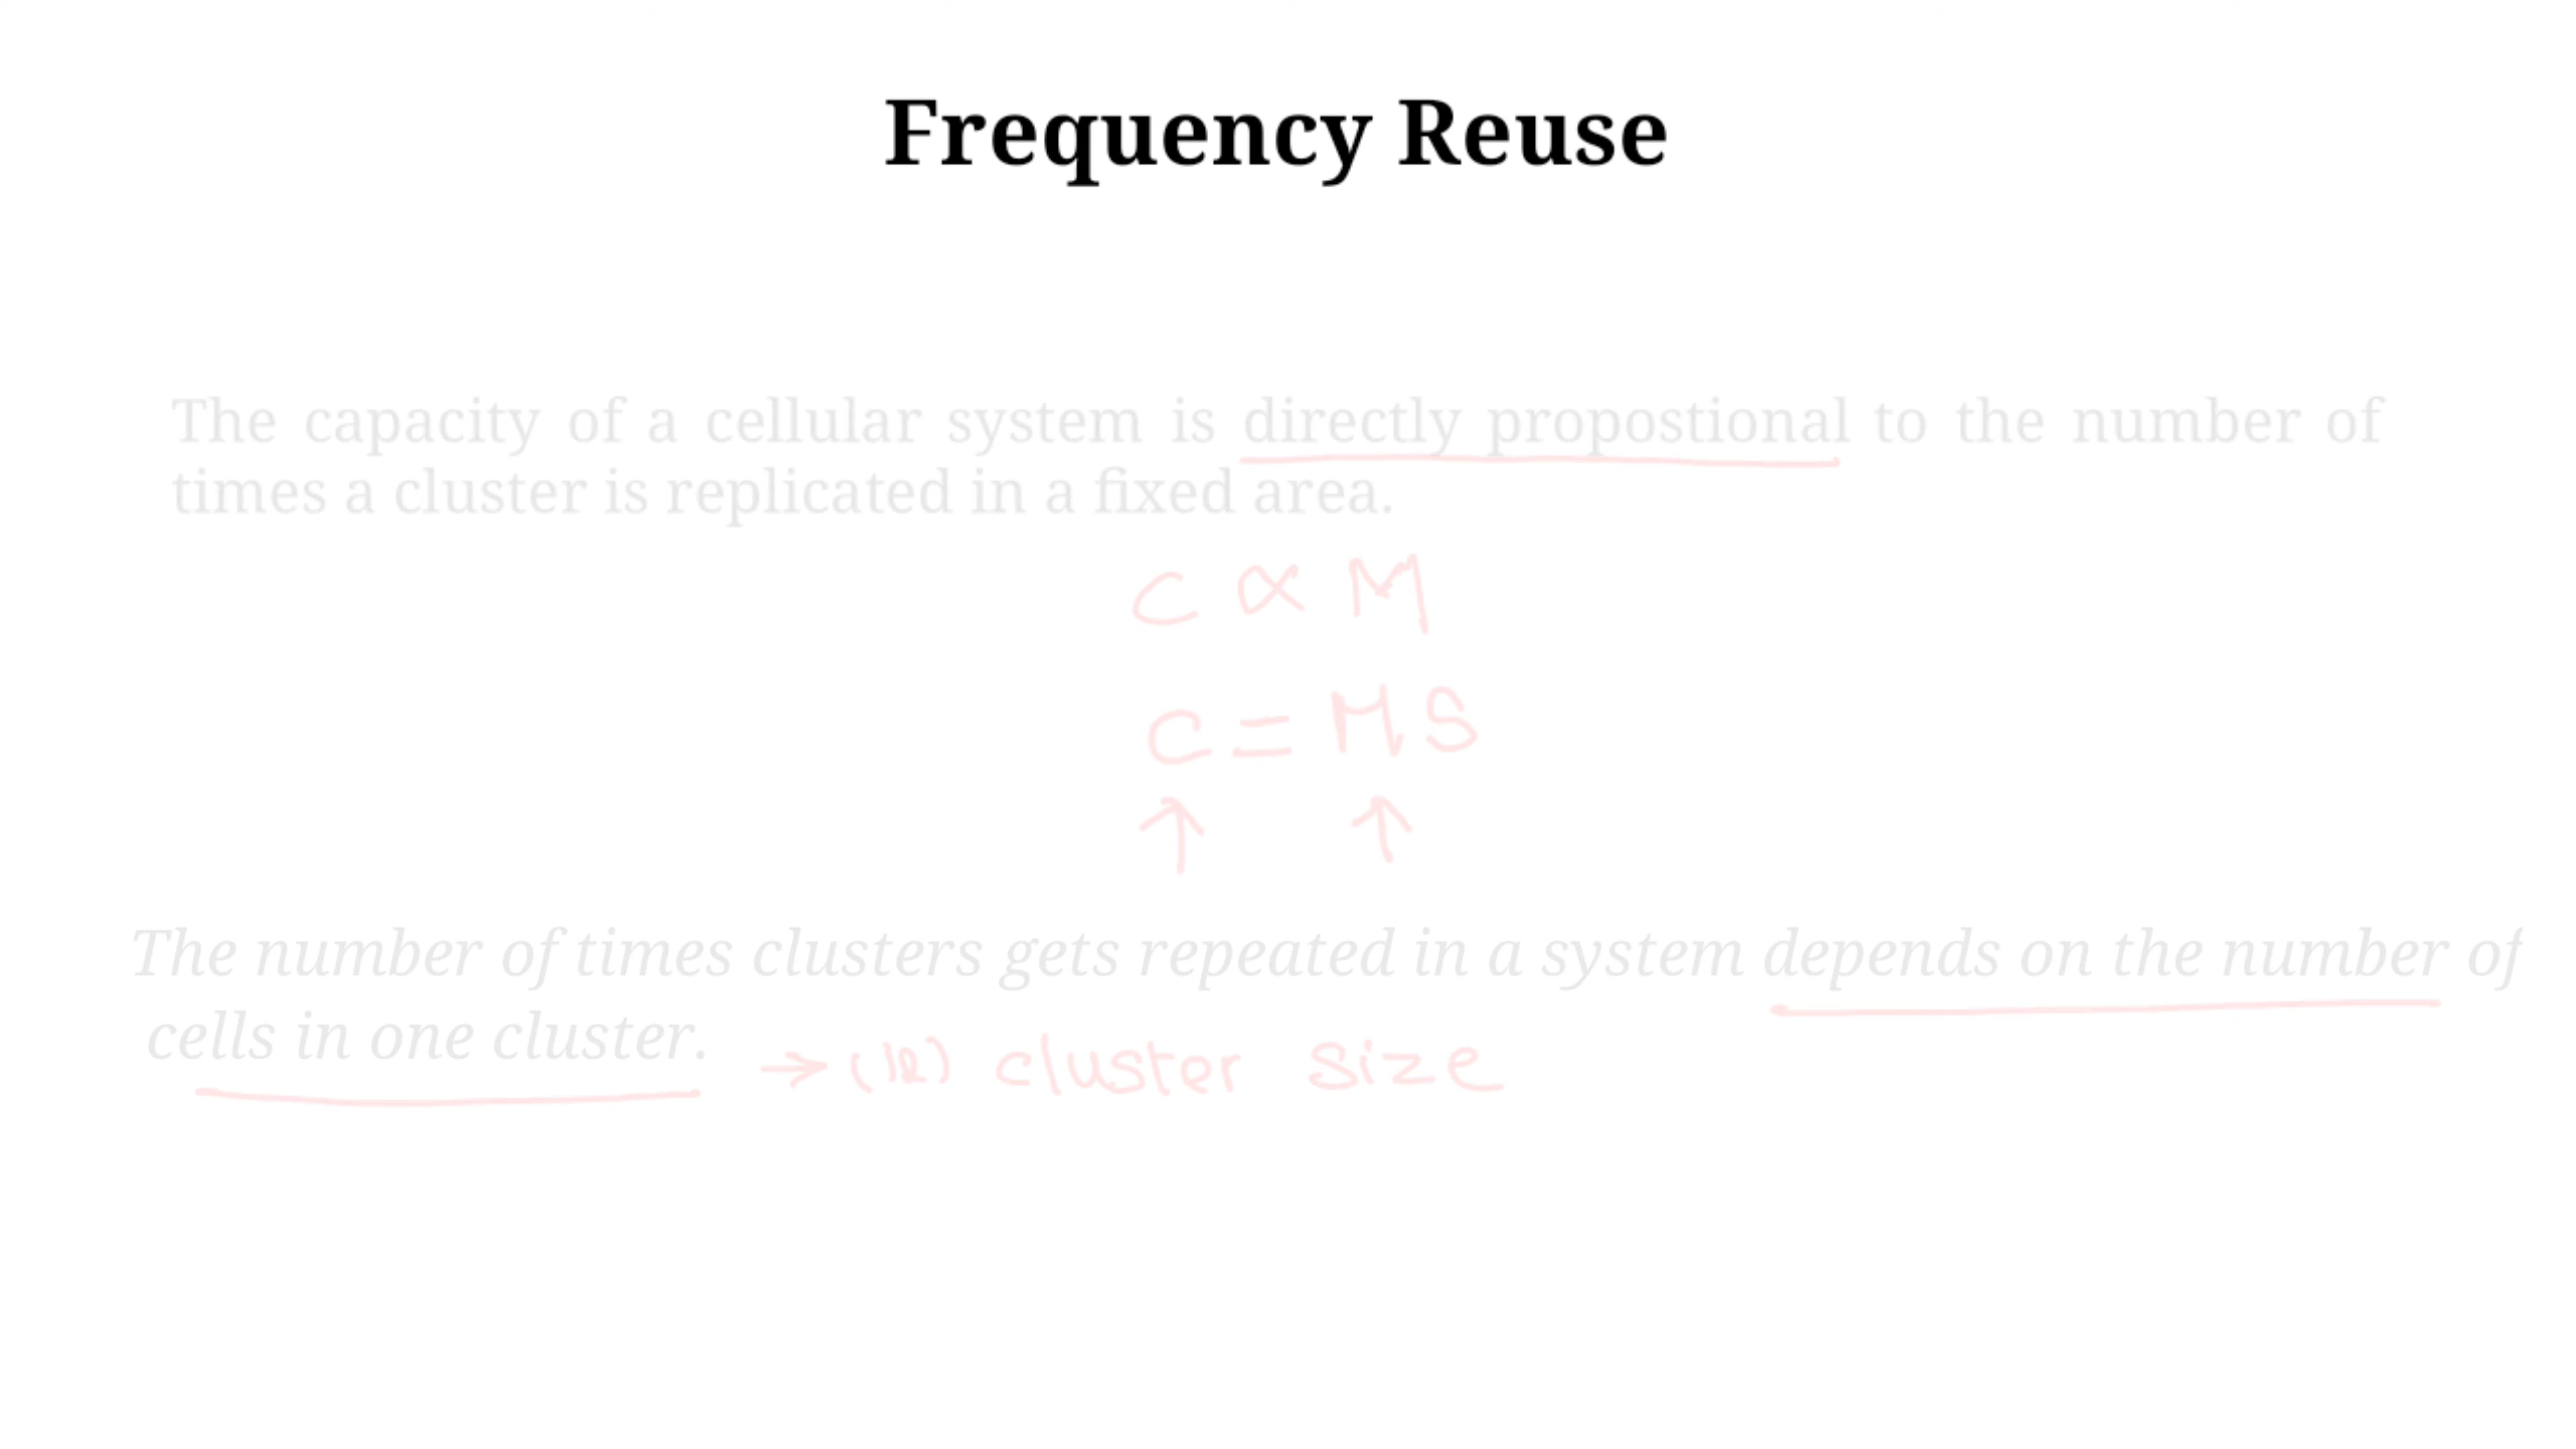 Frequency Reuse
The capacity of a cellular system is directly propostional to the number of
times a cluster is replicated in a fixed area.
C ∝ M
C = MS
↑ ↑
The number of times clusters gets repeated in a system depends on the number of
cells in one cluster. → cluster size